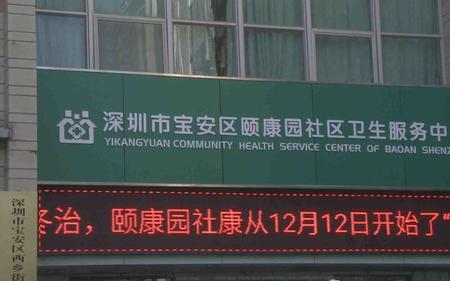 深圳市宝安区颐康园社区卫生服务中
YIKANGYUAN COMMUNITY HEALTH SERVICE CENTER OF BAOAN SHENZ
冬治，颐康园社康从12月12日开始了“
深圳市宝安区西乡街